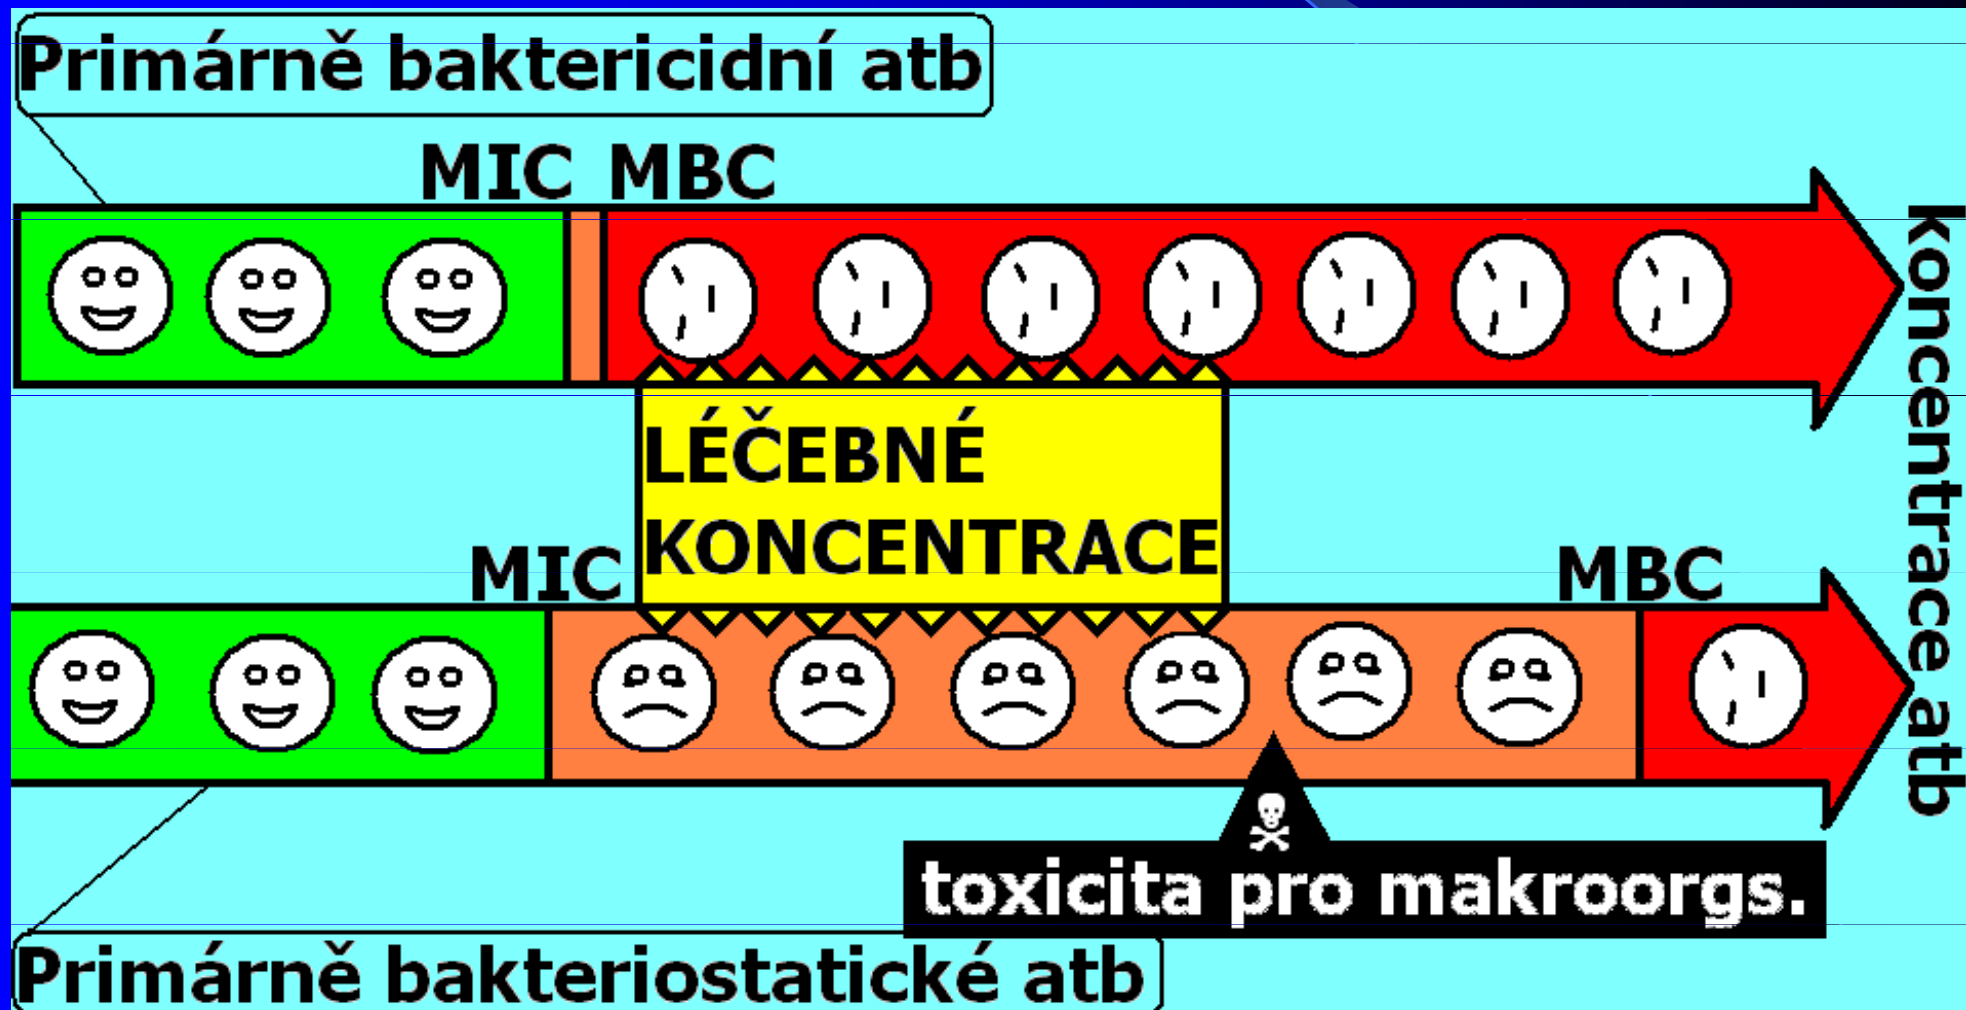 Primárně baktericidní atb
MIC MBC
LÉČEBNÉ
KONCENTRACE
MIC
MBC
koncentrace atb
toxicita pro makroorgs.
Primárně bakteriostatické atb